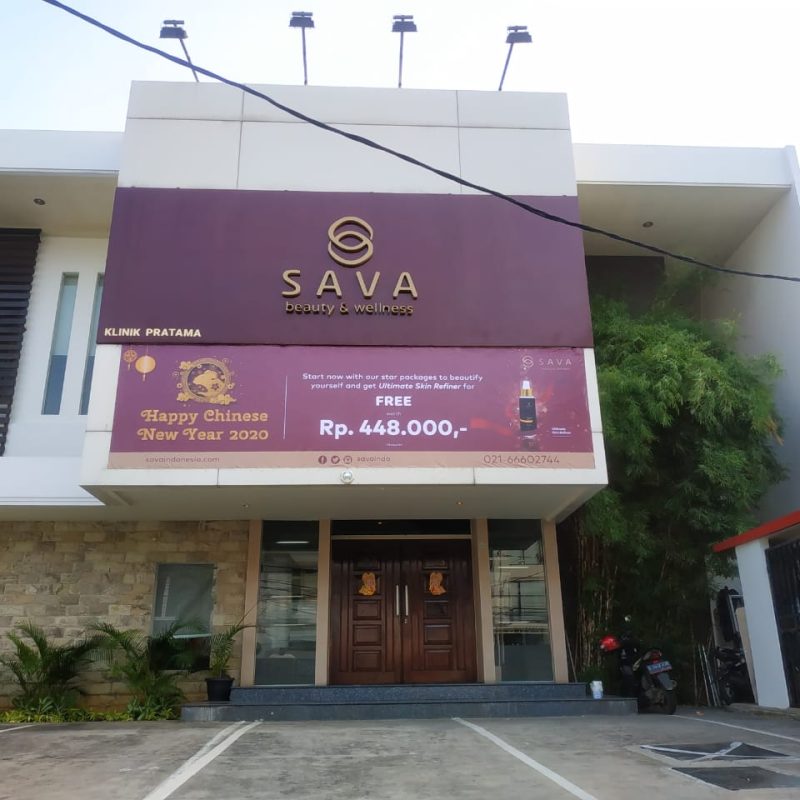 SAVA
beauty & wellness
KLINIK PRATAMA
Happy Chinese
New Year 2020
Start now with our star packages to beautify
yourself and get Ultimate Skin Refiner for
FREE
worth
Rp. 448.000,-
SAVA
savaindonesia.com
savaindo
021-66602744